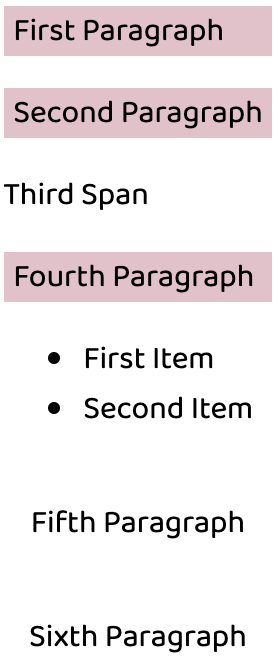 First Paragraph
Second Paragraph
Third Span
Fourth Paragraph
First Item
Second Item
Fifth Paragraph
Sixth Paragraph